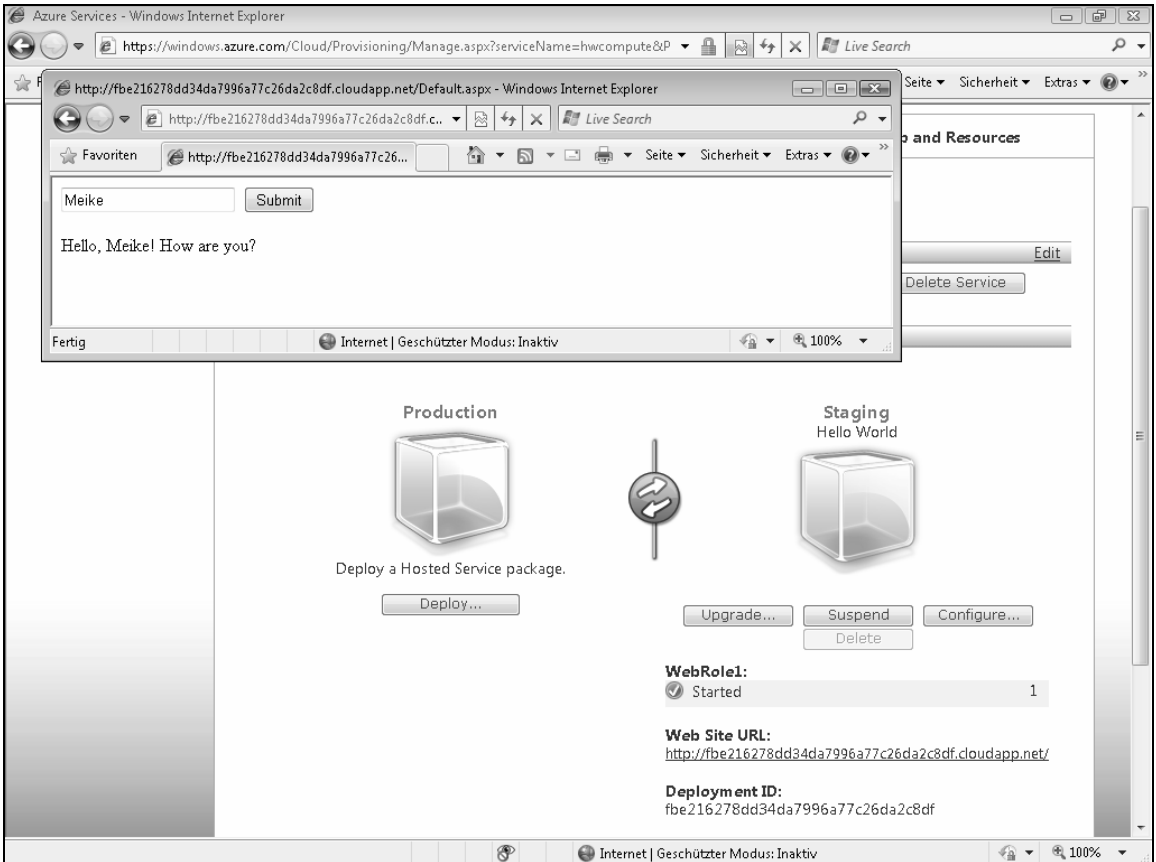 Azure Services - Windows Internet Explorer
https://windows.azure.com/Cloud/Provisioning/Manage.aspx?serviceName=hwcompute&P
Live Search
F
Seite Sicherheit Extras
http://fbe216278dd34da7996a77c26da2c8df.cloudapp.net/Default.aspx - Windows Internet Explorer
http://fbe216278dd34da7996a77c26da2c8df.c..
Live Search
Favoriten
http://fbe216278dd34da7996a77c26...
Seite Sicherheit Extras
Meike
Submit
Hello, Meike! How are you?
Fertig
Internet | Geschützter Modus: Inaktiv
100%
and Resources
Edit
Delete Service
Production
Deploy a Hosted Service package.
Deploy...
Staging
Hello World
Upgrade... Suspend Configure...
Delete
WebRole1:
Started 1
Web Site URL:
http://fbe216278dd34da7996a77c26da2c8df.cloudapp.net/
Deployment ID:
fbe216278dd34da7996a77c26da2c8df
Internet | Geschützter Modus: Inaktiv
100%